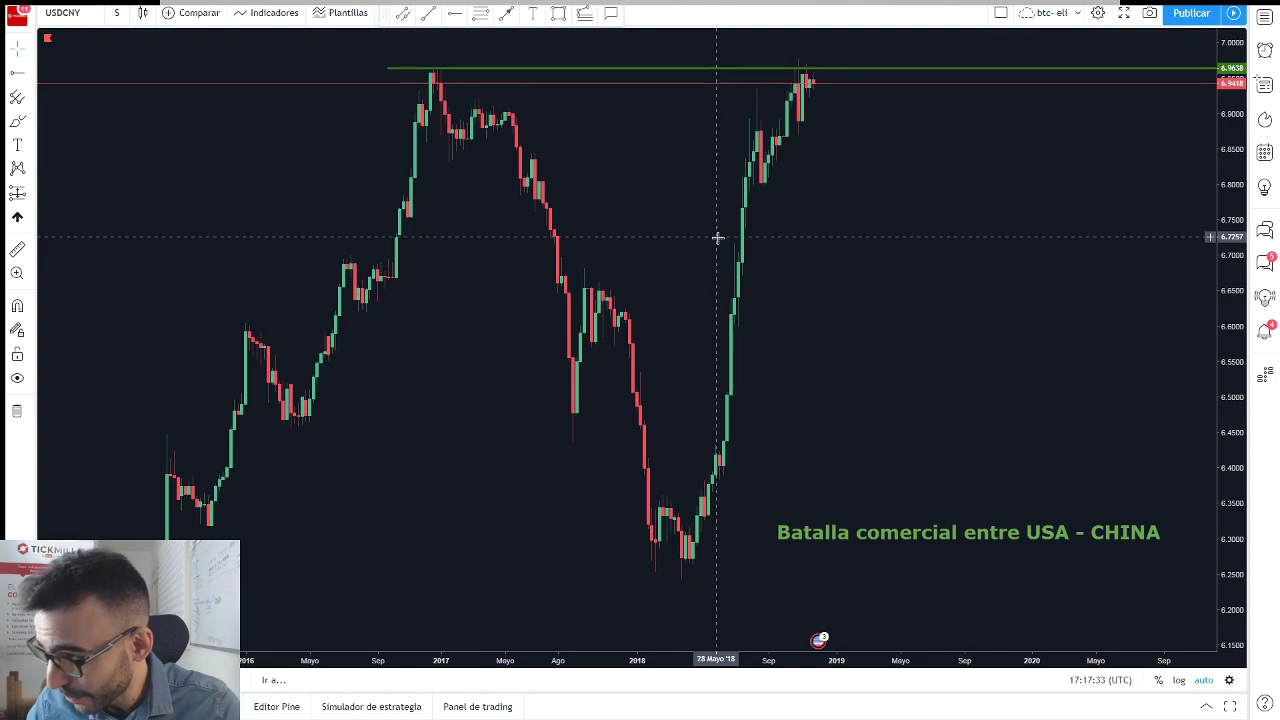 11
USDCNY
S
Comparar
Indicadores
Plantillas
btc- eli
Publicar
7.0000
6.9638
6.9418
6.9000
6.8500
6.8000
6.7500
6.7257
6.7000
6.6500
6.6000
6.5500
6.5000
6.4500
6.4000
6.3500
6.3000
6.2500
6.2000
6.1500
5
4
Batalla comercial entre USA - CHINA
TICKMILL
3
2016
Mayo
Sep
2017
Mayo
Ago
2018
28 Mayo '18
Sep
2019
Mayo
Sep
2020
Mayo
Sep
Ir a...
17:17:33 (UTC)
%
log
auto
Editor Pine
Simulador de estrategia
Panel de trading